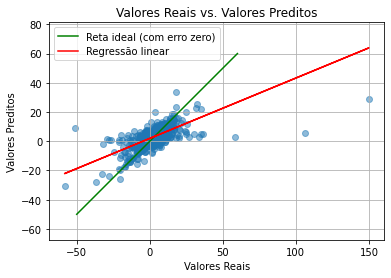 Valores Reais vs. Valores Preditos
Reta ideal (com erro zero)
Regressão linear
Valores Preditos
80
60
40
20
0
−20
−40
−60
−50
0
50
100
150
Valores Reais